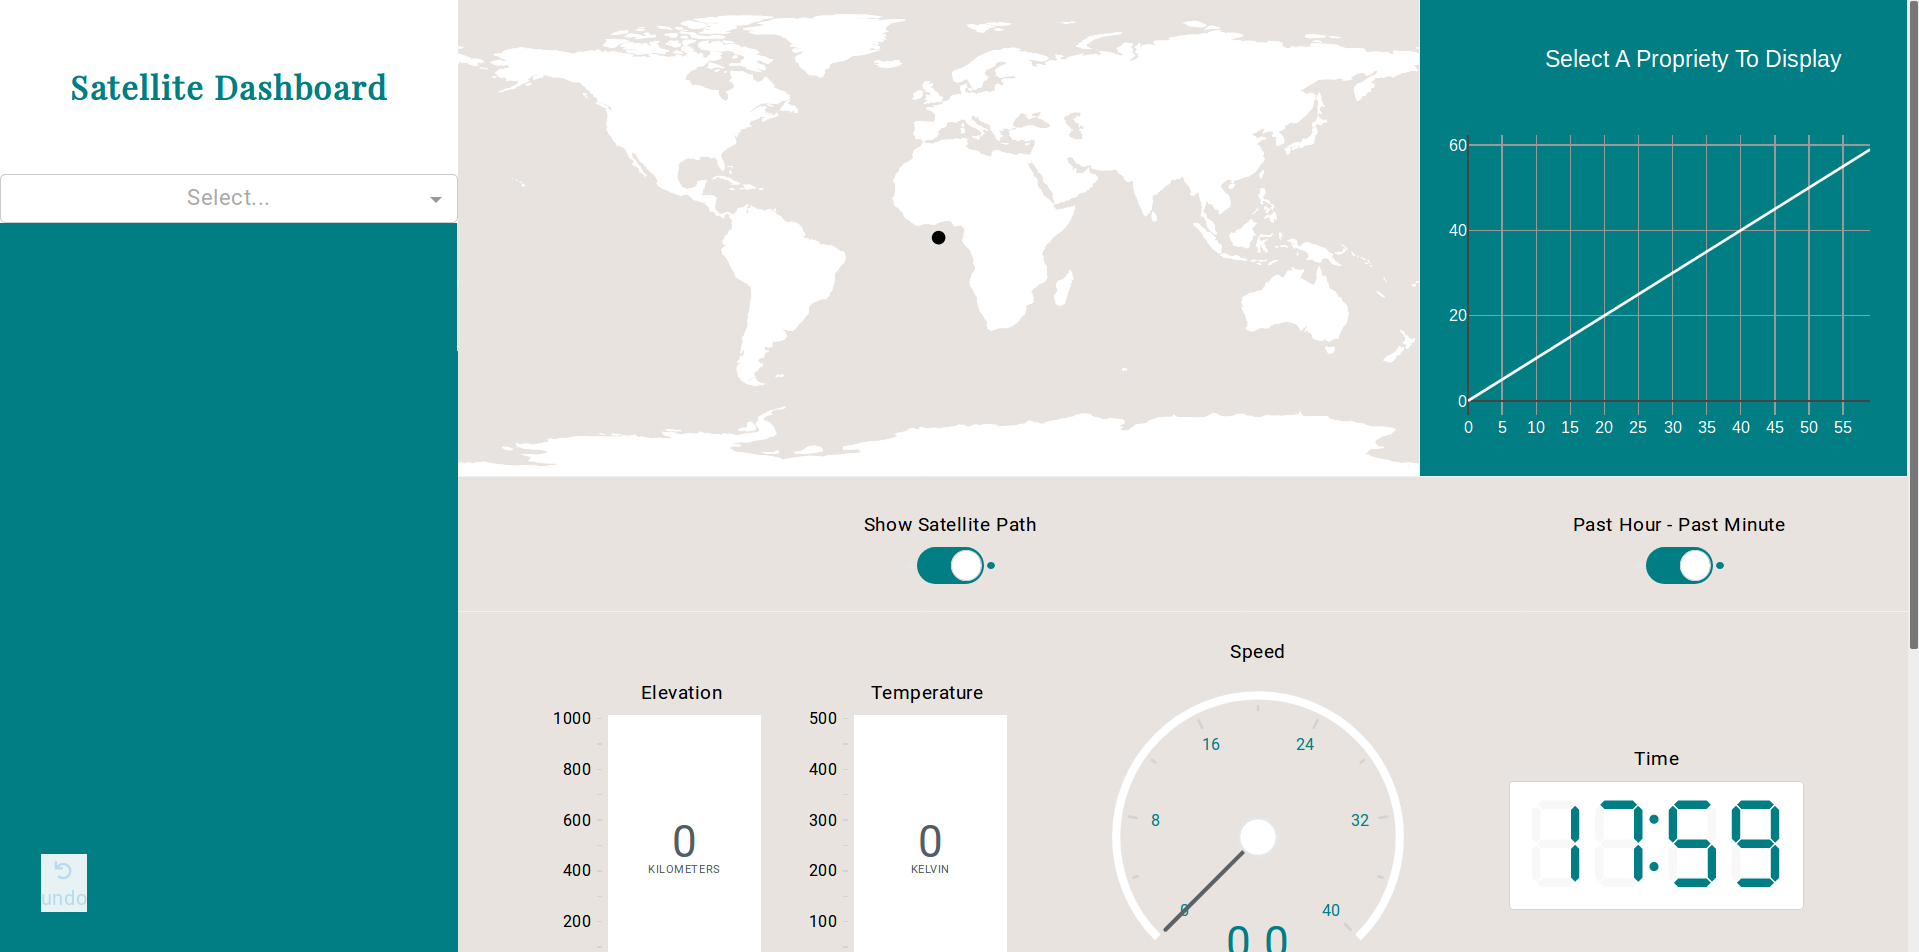 Satellite Dashboard
Select...
undo
Select A Propriety To Display
60
40
20
0
0 5 10 15 20 25 30 35 40 45 50 55
Show Satellite Path
Past Hour - Past Minute
Elevation
1000
800
600
400
200
0
KILOMETERS
Temperature
500
400
300
200
100
0
KELVIN
Speed
0
8
16
24
32
40
0 0
Time
17:59